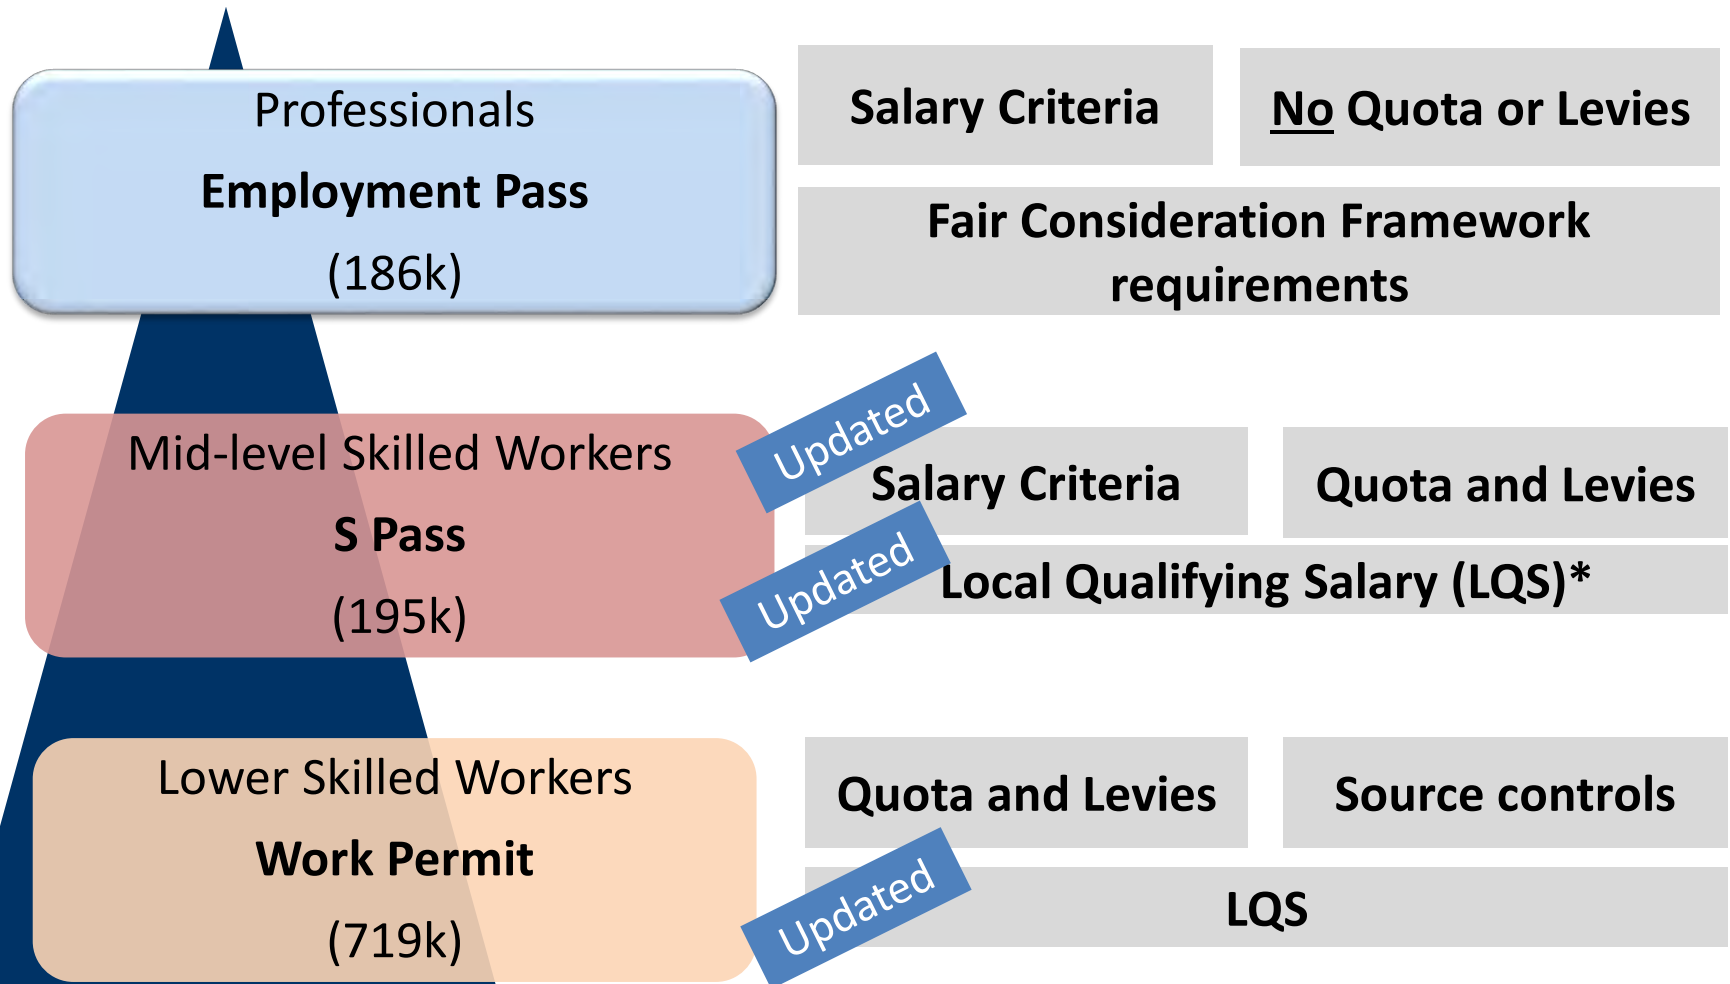 Professionals
Employment Pass
(186k)
Salary Criteria
No Quota or Levies
Fair Consideration Framework
requirements
Mid-level Skilled Workers
S Pass
(195k)
Updated
Salary Criteria
Quota and Levies
Updated
Local Qualifying Salary (LQS)*
Lower Skilled Workers
Work Permit
(719k)
Quota and Levies
Source controls
Updated
LQS